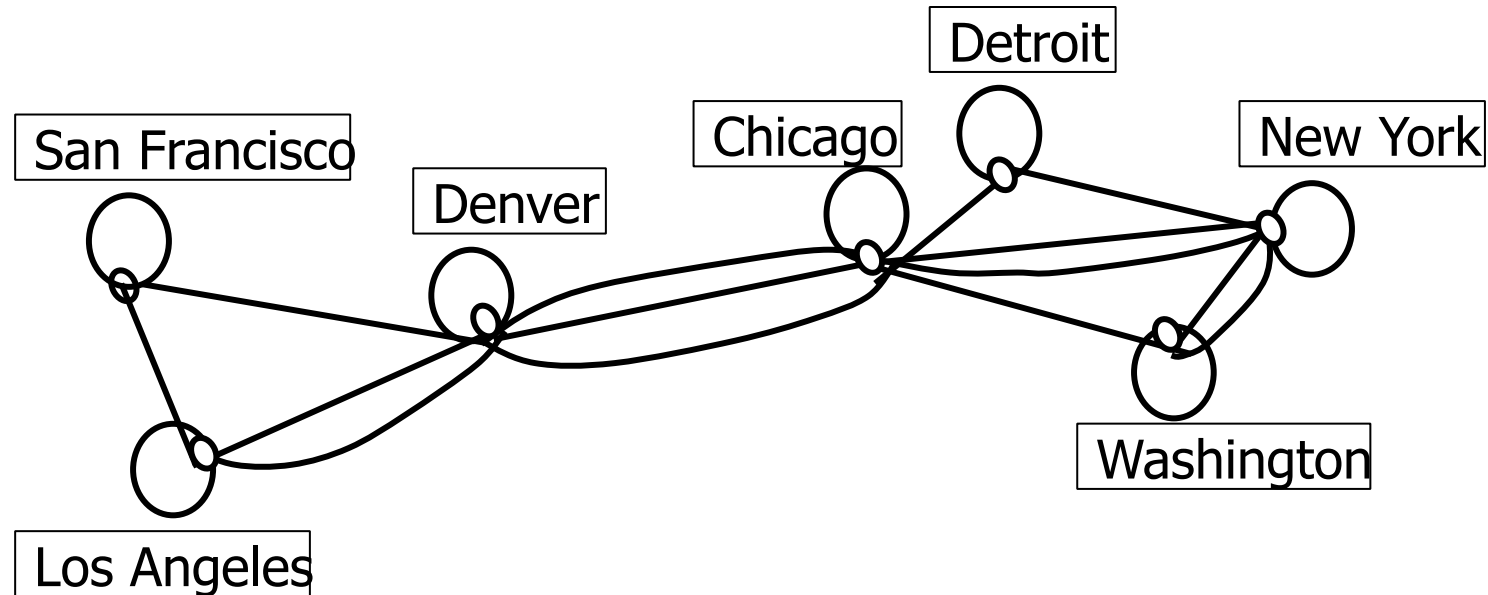 Detroit
Chicago
New York
San Francisco
Denver
Washington
Los Angeles